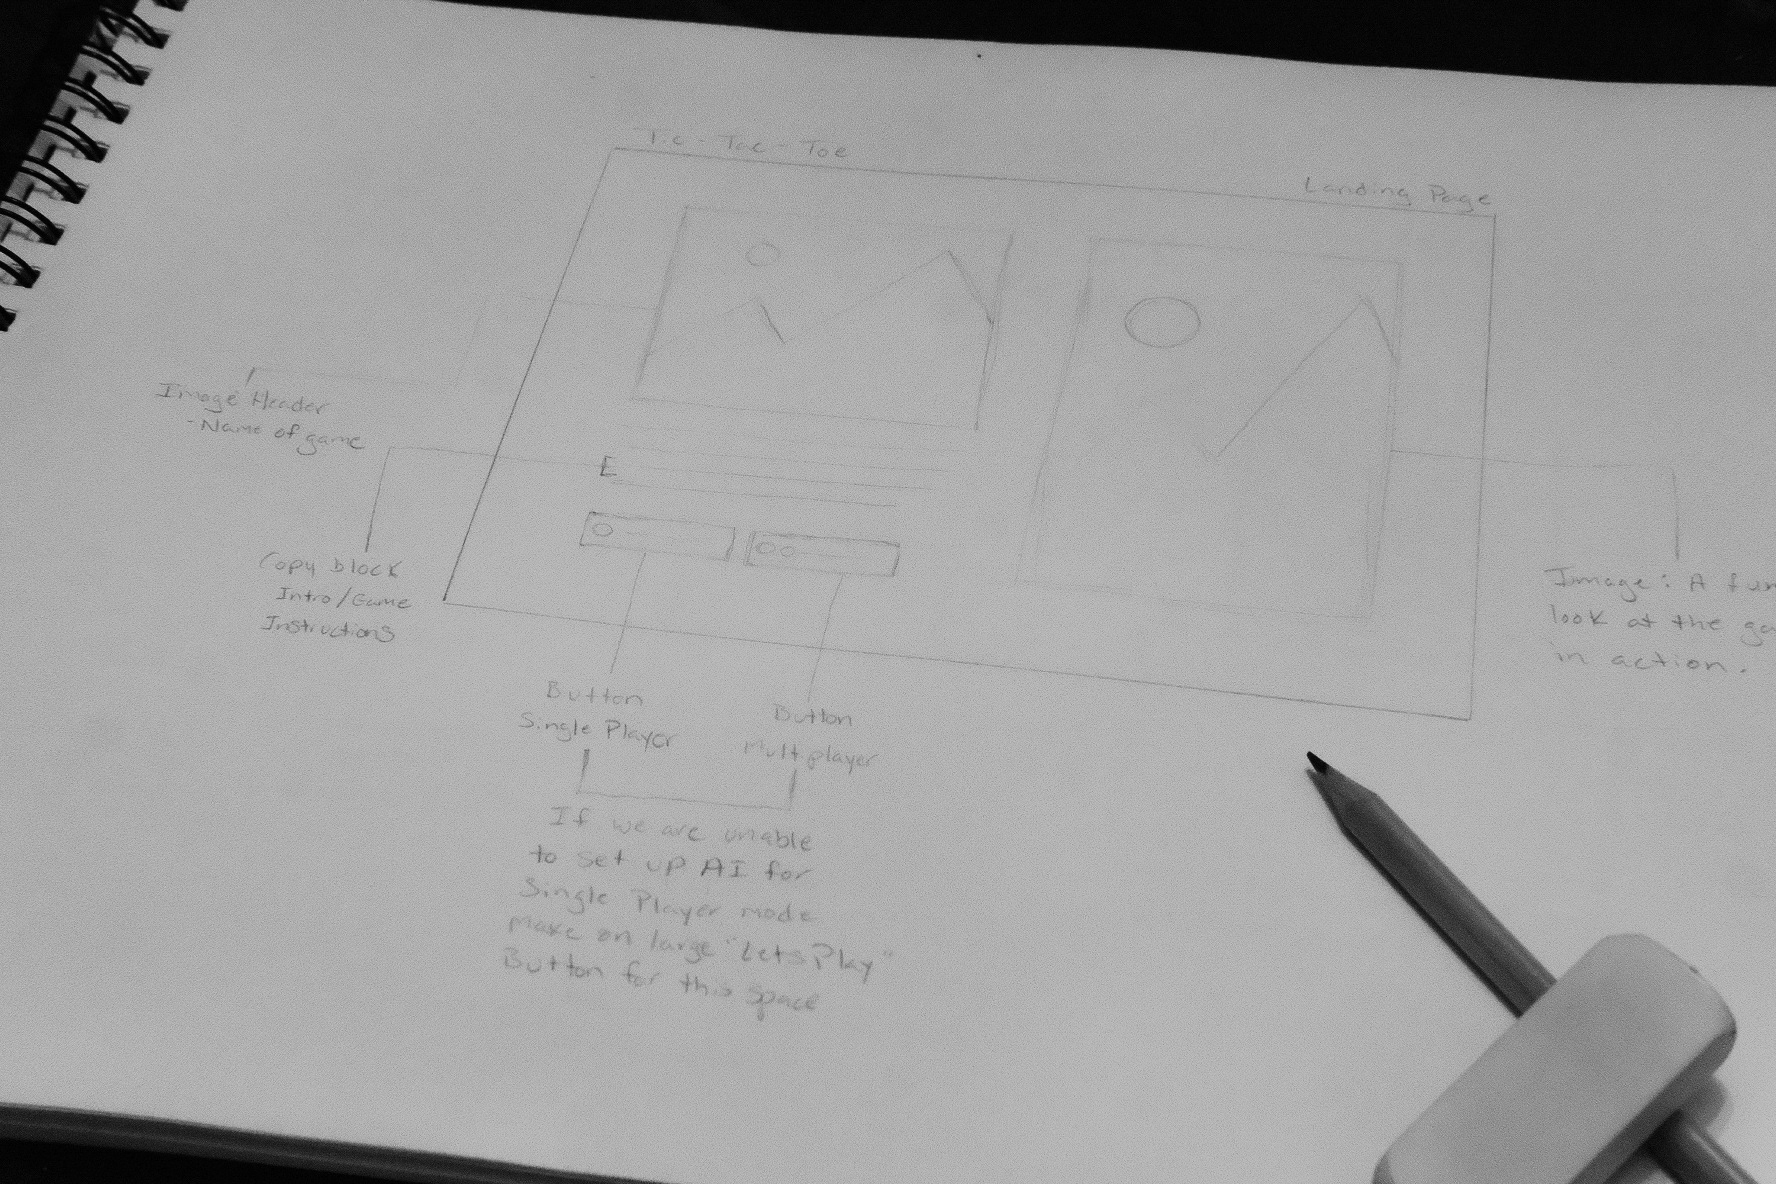 Tic - Tac - Toe
Landing Page
Image Header
- Name of game
E
Copy block
Intro/Game
Instructions
Image: A fun
look at the ga
in action.
Button
Single Player
Button
Multiplayer
If we are unable
to set up AI for
Single Player mode
make on large "Lets Play"
Button for this space